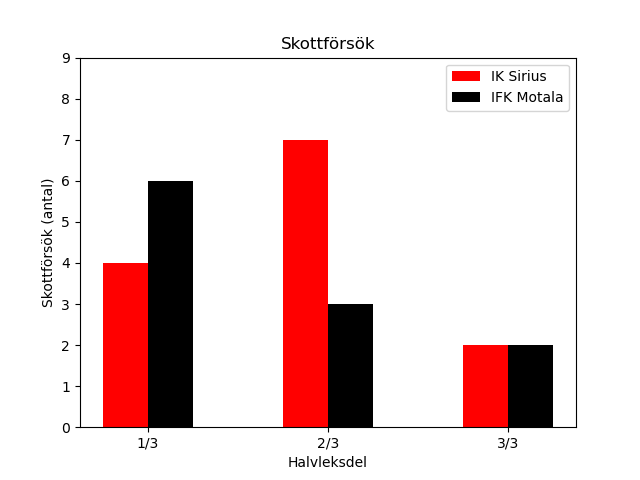 Skottförsök
IK Sirius
IFK Motala
Skottförsök (antal)
9
8
7
6
5
4
3
2
1
0
1/3
2/3
3/3
Halvleksdel